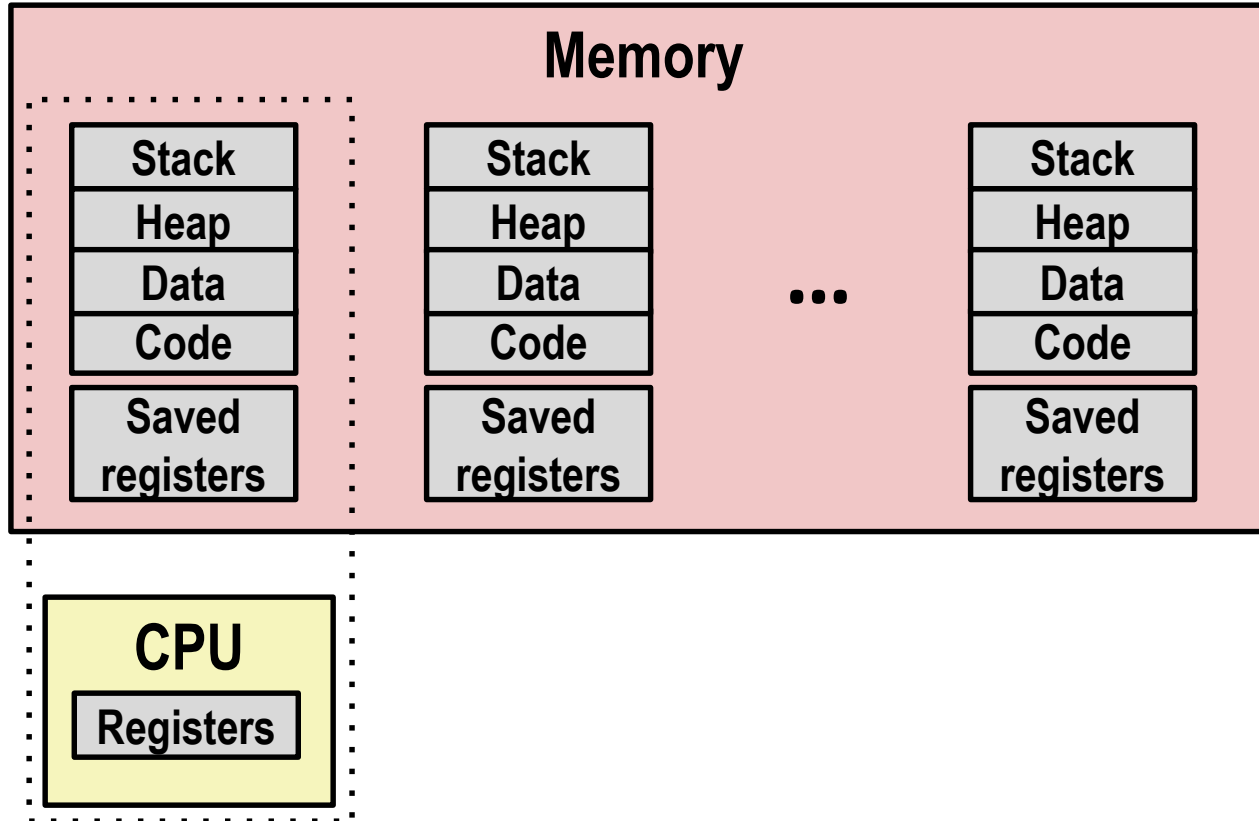 Memory
Stack
Heap
Data
Code
Saved
registers
Stack
Heap
Data
Code
Saved
registers
...
Stack
Heap
Data
Code
Saved
registers
CPU
Registers